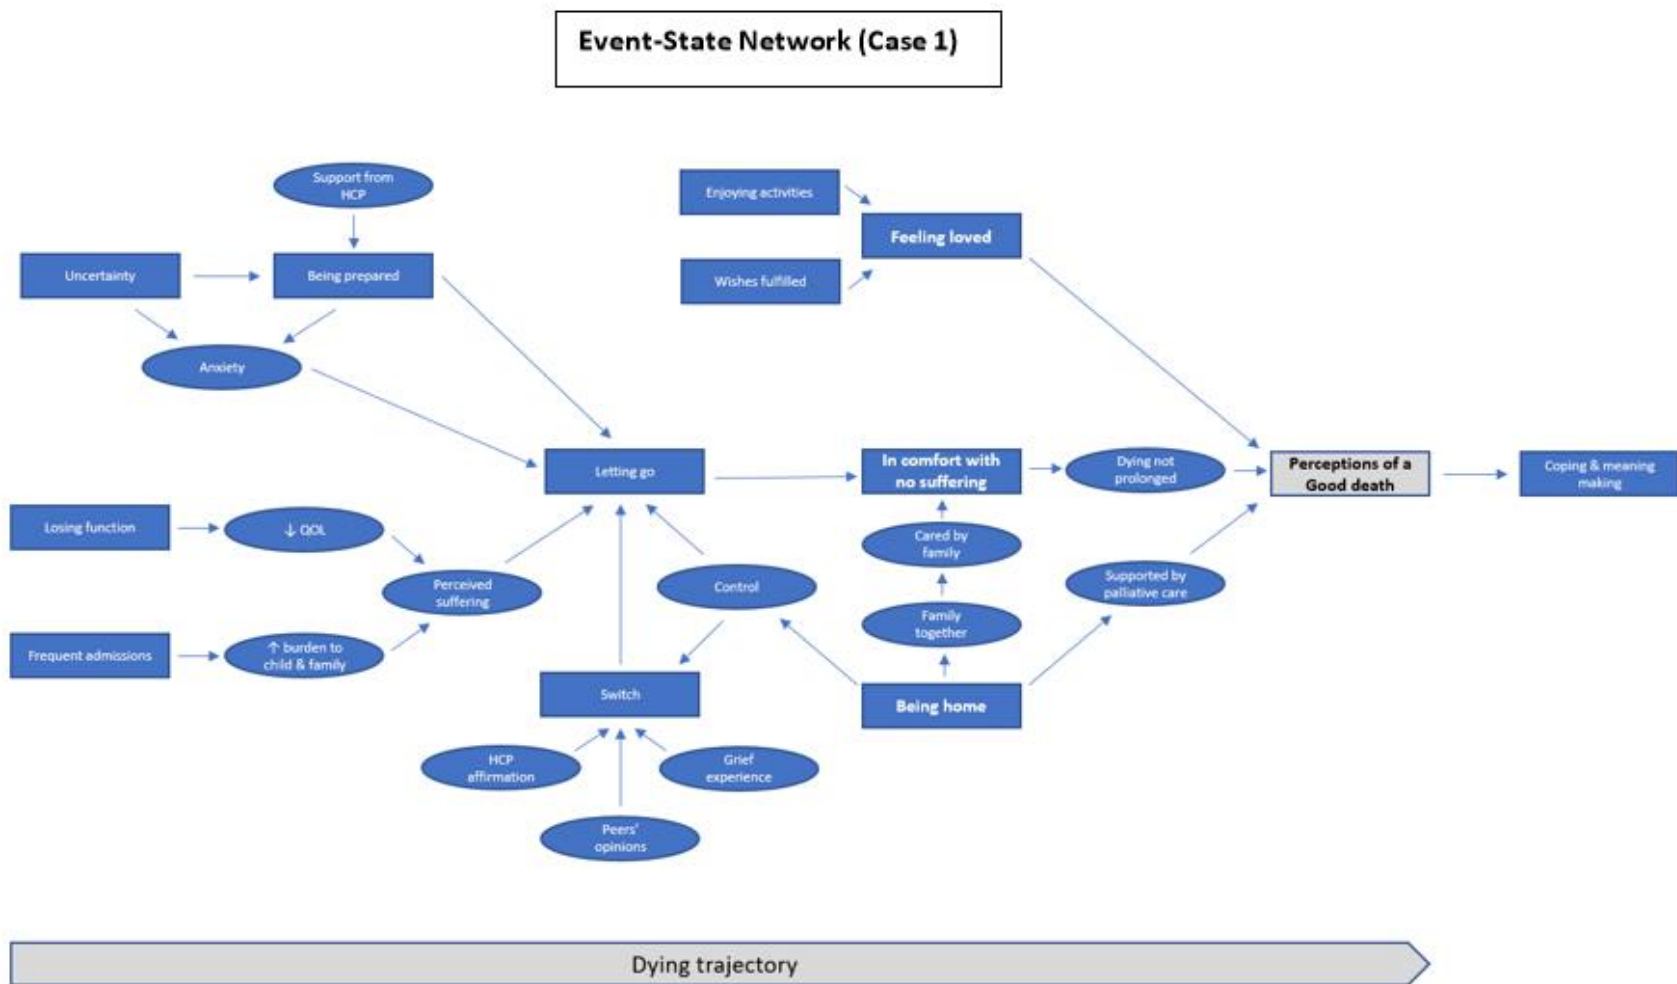 Event-State Network (Case 1)
Support from
HCP
Uncertainty
Being prepared
Anxiety
Enjoying activities
Wishes fulfilled
Feeling loved
Letting go
In comfort with
no suffering
Dying not
prolonged
Perceptions of a
Good death
Coping & meaning
making
Losing function
↓ QOL
Perceived
suffering
Frequent admissions
↑ burden to
child & family
Control
Cared by
family
Family
together
Supported by
palliative care
Switch
Being home
HCP
affirmation
Grief
experience
Peers'
opinions
Dying trajectory